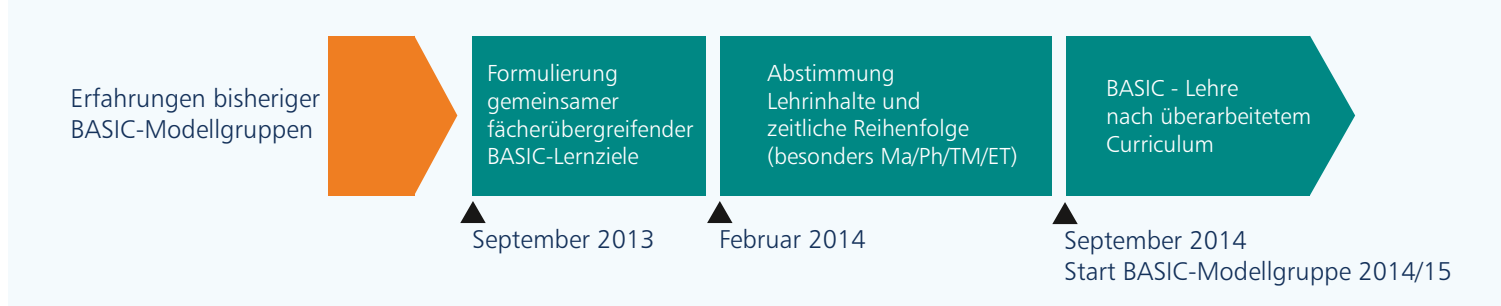 Erfahrungen bisheriger
BASIC-Modellgruppen
Formulierung
gemeinsamer
fächerübergreifender
BASIC-Lernziele
Abstimmung
Lehrinhalte und
zeitliche Reihenfolge
(besonders Ma/Ph/TM/ET)
BASIC - Lehre
nach überarbeitetem
Curriculum
September 2013
Februar 2014
September 2014
Start BASIC-Modellgruppe 2014/15